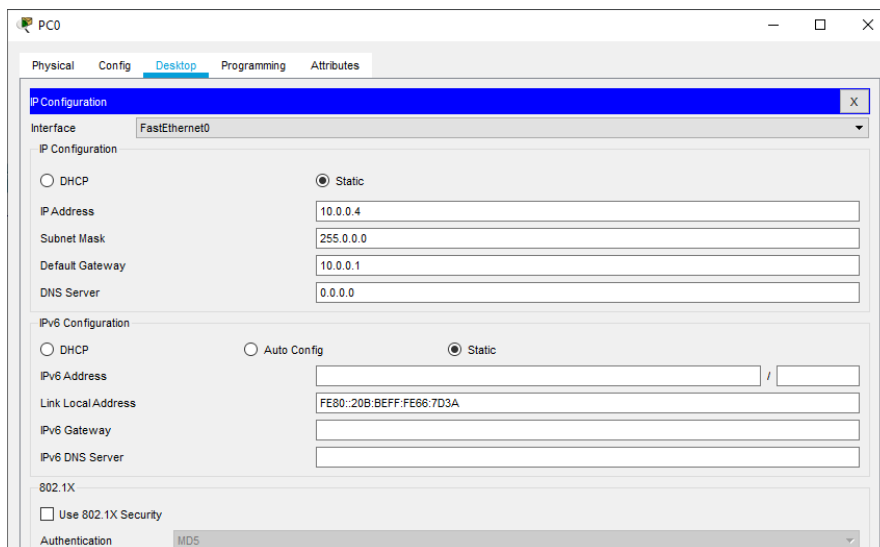 PC0
Physical Config Desktop Programming Attributes
IP Configuration X
Interface FastEthernet0
IP Configuration
DHCP Static
IP Address 10.0.0.4
Subnet Mask 255.0.0.0
Default Gateway 10.0.0.1
DNS Server 0.0.0.0
IPv6 Configuration
DHCP Auto Config Static
IPv6 Address /
Link Local Address FE80::20B:BEFF:FE66:7D3A
IPv6 Gateway
IPv6 DNS Server
802.1X
Use 802.1X Security
Authentication MD5